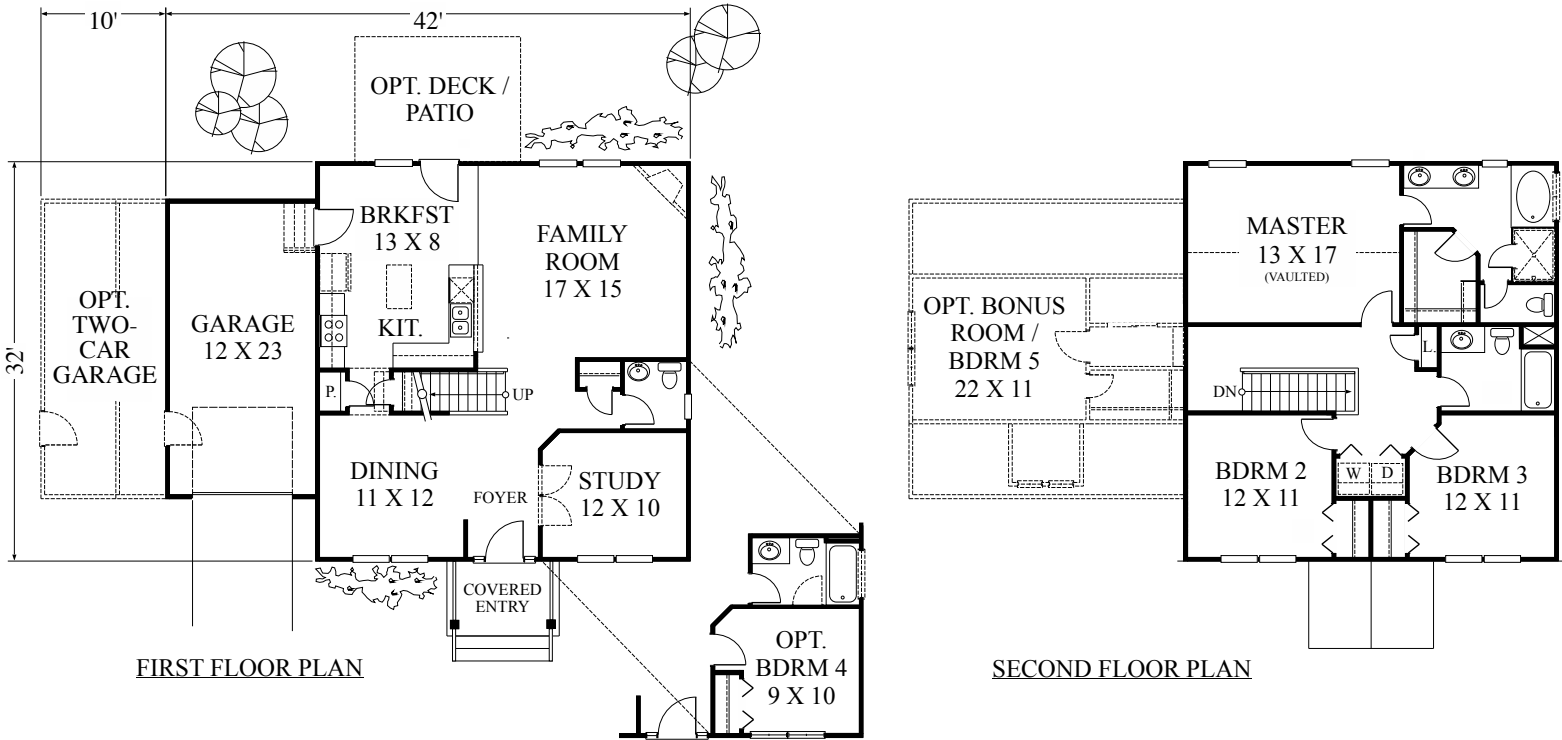 10'
42'
32'
OPT. DECK /
PATIO
BRKFST
13 X 8
FAMILY
ROOM
17 X 15
OPT.
TWO-
CAR
GARAGE
GARAGE
12 X 23
KIT.
P.
UP
DINING
11 X 12
FOYER
STUDY
12 X 10
COVERED
ENTRY
FIRST FLOOR PLAN
OPT.
BDRM 4
9 X 10
MASTER
13 X 17
(VAULTED)
OPT. BONUS
ROOM /
BDRM 5
22 X 11
L.
DN
BDRM 2
12 X 11
W D
BDRM 3
12 X 11
SECOND FLOOR PLAN